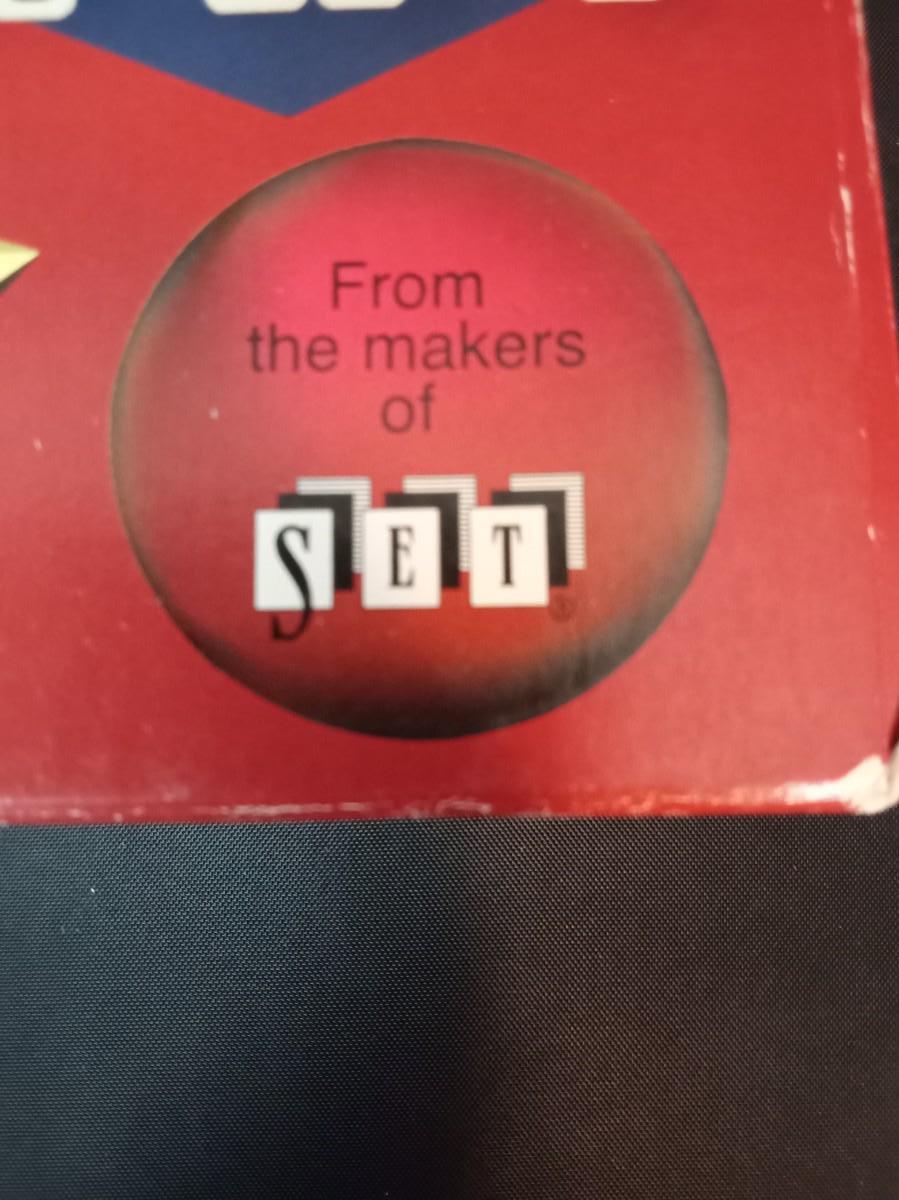 From
the makers
of
SET®